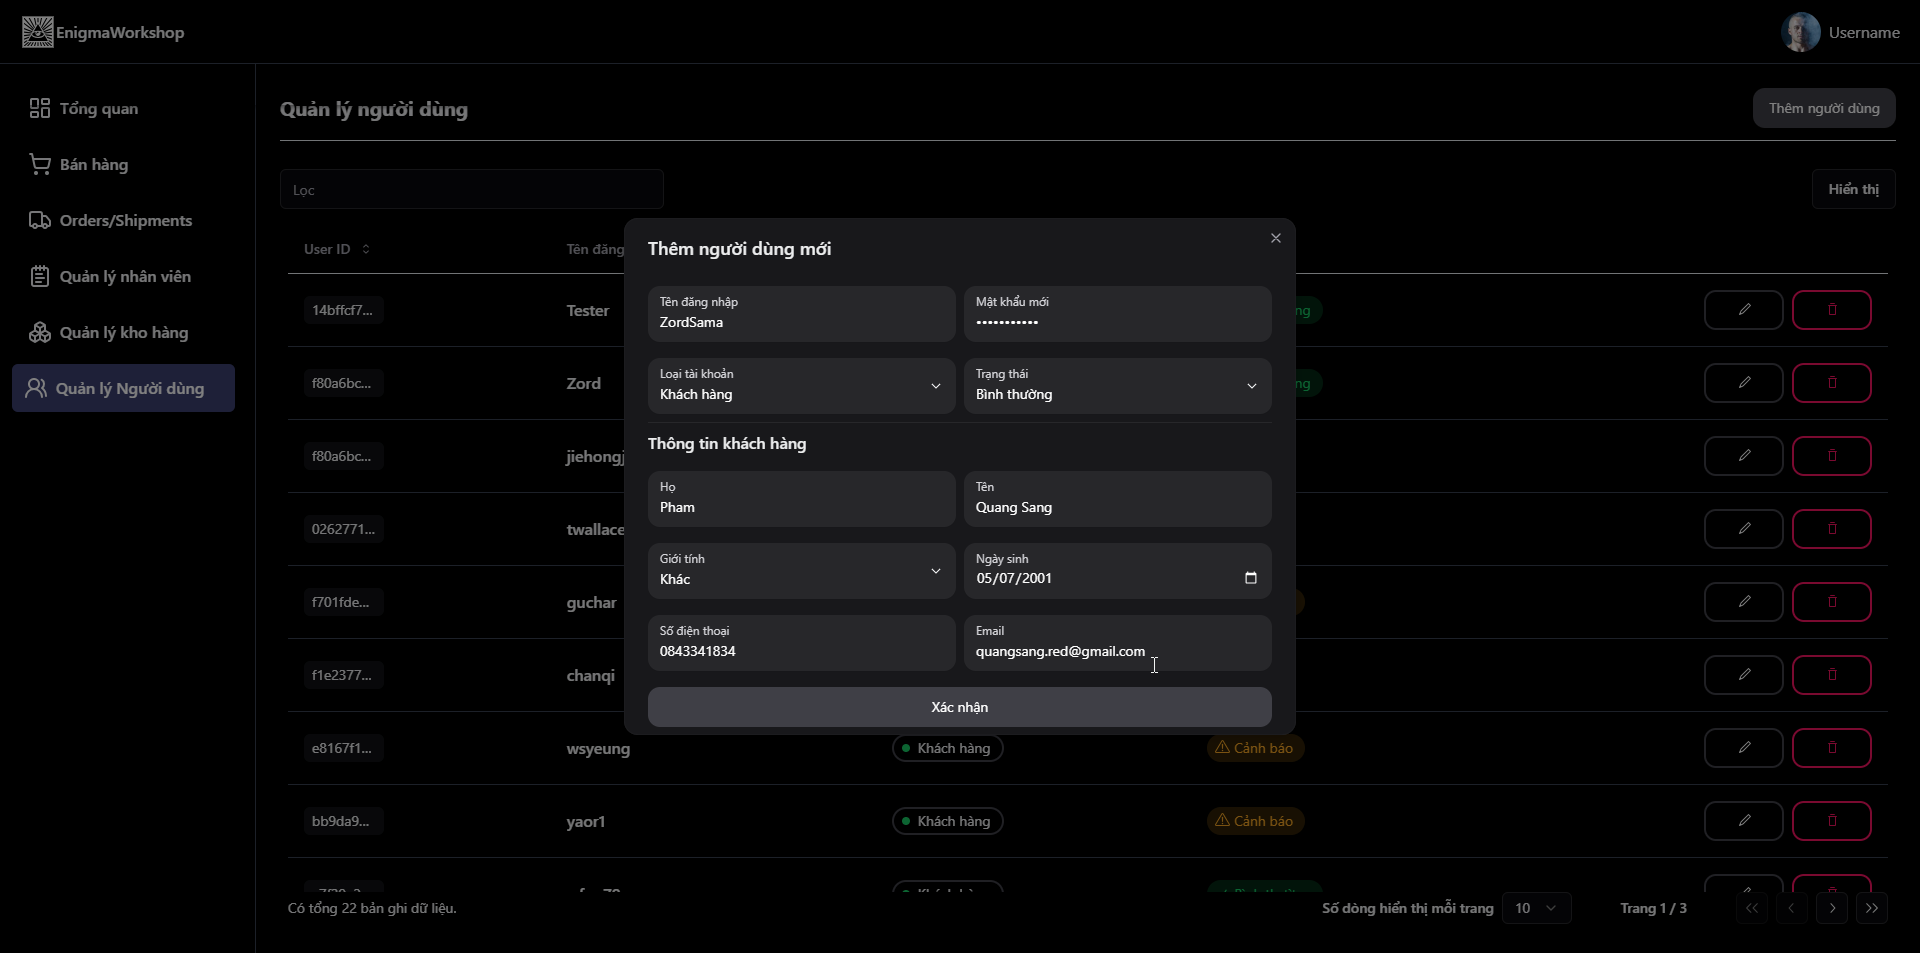 EnigmaWorkshop
Username
Tổng quan
Bán hàng
Orders/Shipments
Quản lý nhân viên
Quản lý kho hàng
Quản lý Người dùng
Quản lý người dùng
Thêm người dùng
Lọc
Hiển thị
User ID
Tên đăng
14bffcf7...
Tester
ng
f80a6bc...
Zord
ng
f80a6bc...
jiehongj
0262771...
twallace
f701fde...
guchar
f1e2377...
chanqi
e8167f1...
wsyeung
Khách hàng
Cảnh báo
bb9da9...
yaor1
Khách hàng
Cảnh báo
Thêm người dùng mới
Tên đăng nhập
ZordSama
Mật khẩu mới
•••••••••••
Loại tài khoản
Khách hàng
Trạng thái
Bình thường
Thông tin khách hàng
Họ
Pham
Tên
Quang Sang
Giới tính
Khác
Ngày sinh
05/07/2001
Số điện thoại
0843341834
Email
quangsang.red@gmail.com
Xác nhận
Có tổng 22 bản ghi dữ liệu.
Số dòng hiển thị mỗi trang
10
Trang 1 / 3